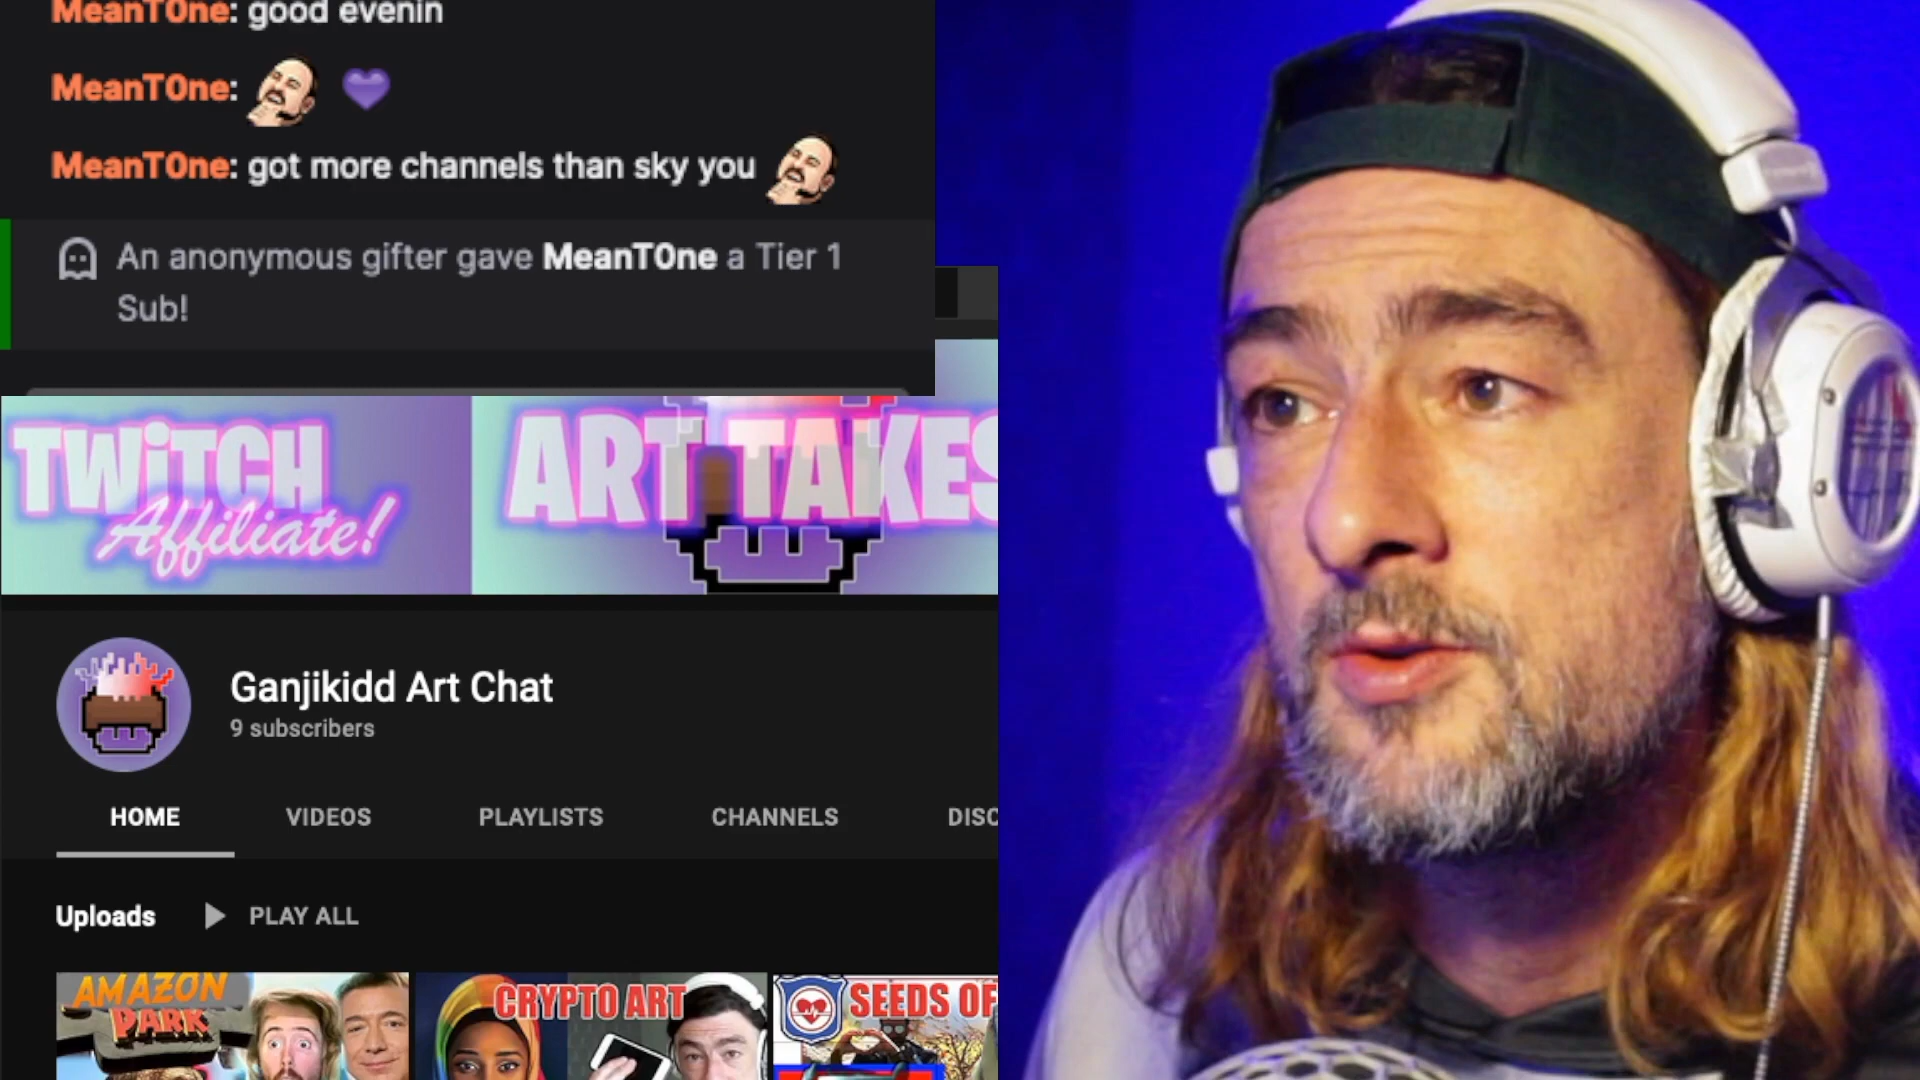 MeanT0ne: good evenin
MeanT0ne:
MeanT0ne: got more channels than sky you
An anonymous gifter gave MeanT0ne a Tier 1
Sub!
TWiTCH
Affiliate!
ART TAKES
Ganjikidd Art Chat
9 subscribers
HOME VIDEOS PLAYLISTS CHANNELS DISC
Uploads PLAY ALL
AMAZON
PARK
CRYPTO ART
SEEDS OF